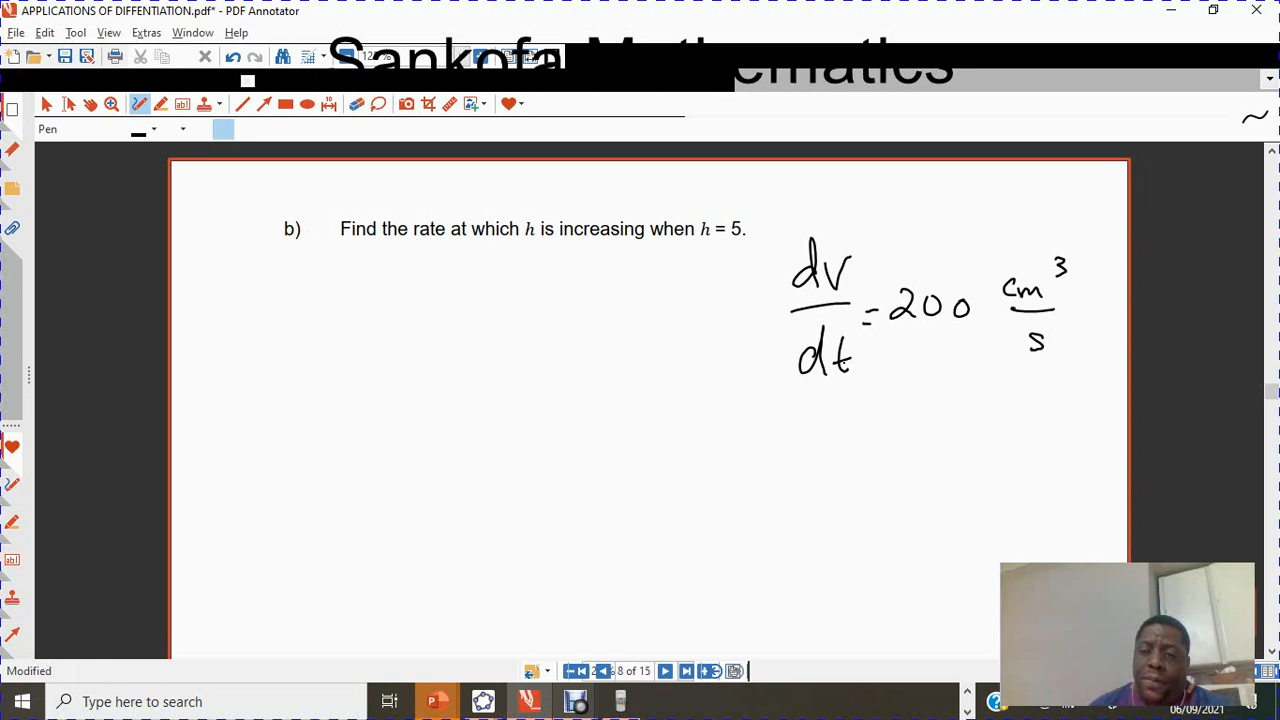 APPLICATIONS OF DIFFENTIATION.pdf* - PDF Annotator
File Edit Tool View Extras Window Help
Sankofa Mathematics
Pen
b) Find the rate at which h is increasing when h = 5.
dv
dt
= 200
cm³
s
Modified
8 of 15
Type here to search
06/09/2021